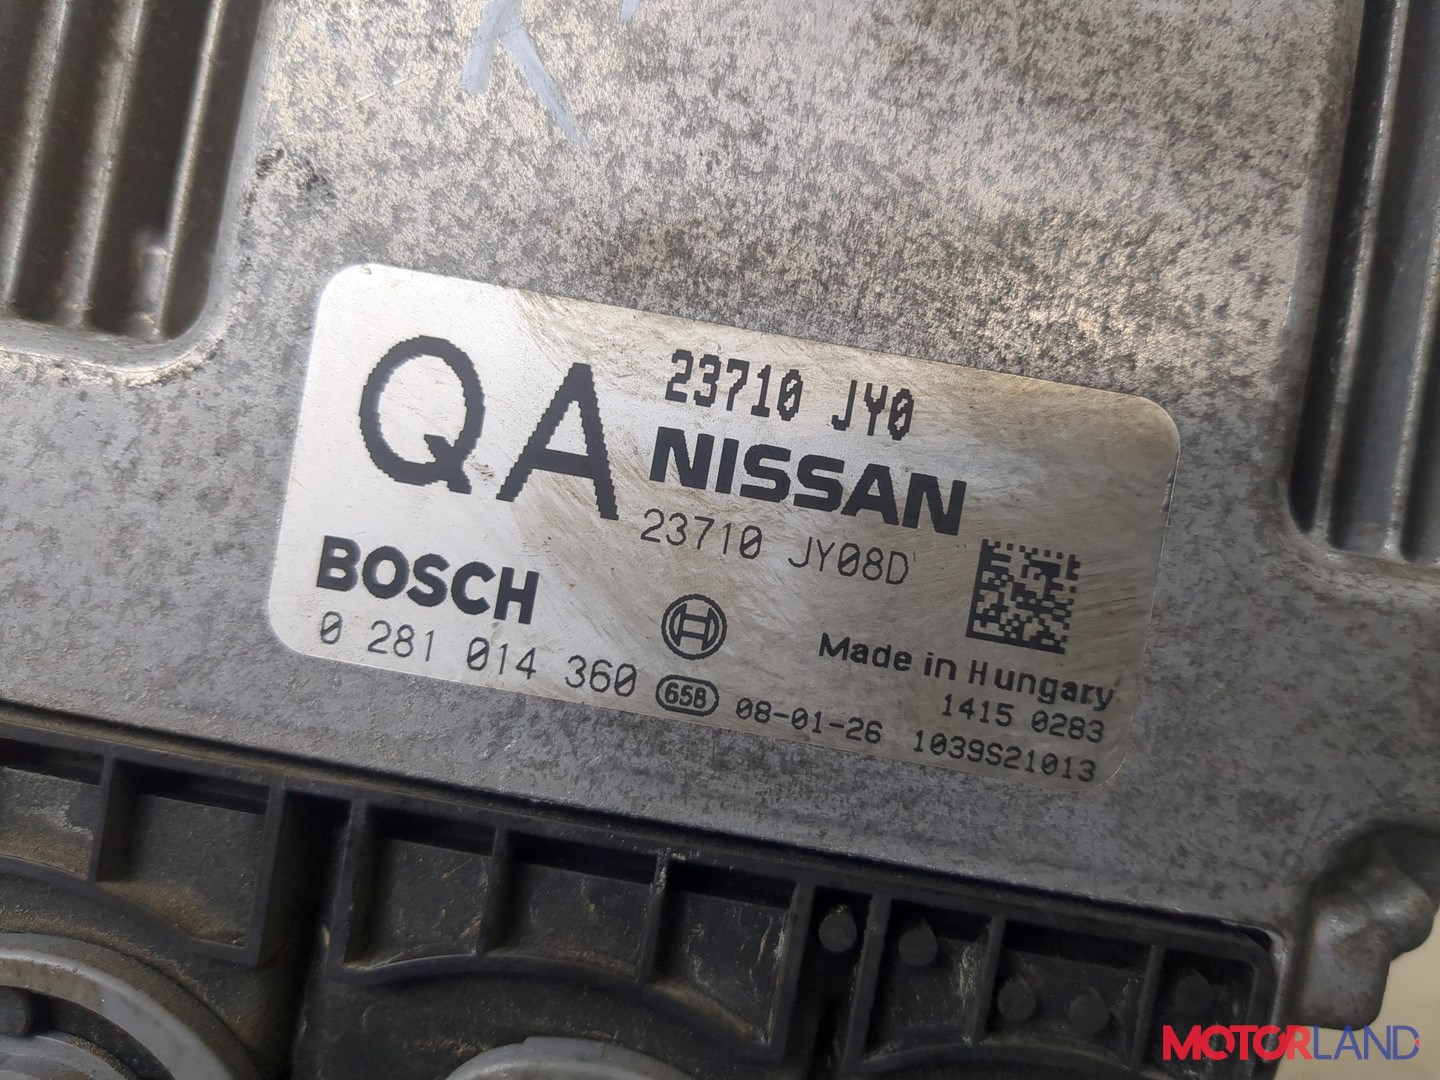 QA
23710 JY0
NISSAN
23710 JY08D
BOSCH
0 281 014 360
65B
08-01-26
Made in Hungary
1415 0283
1039S21013
MOTORLAND